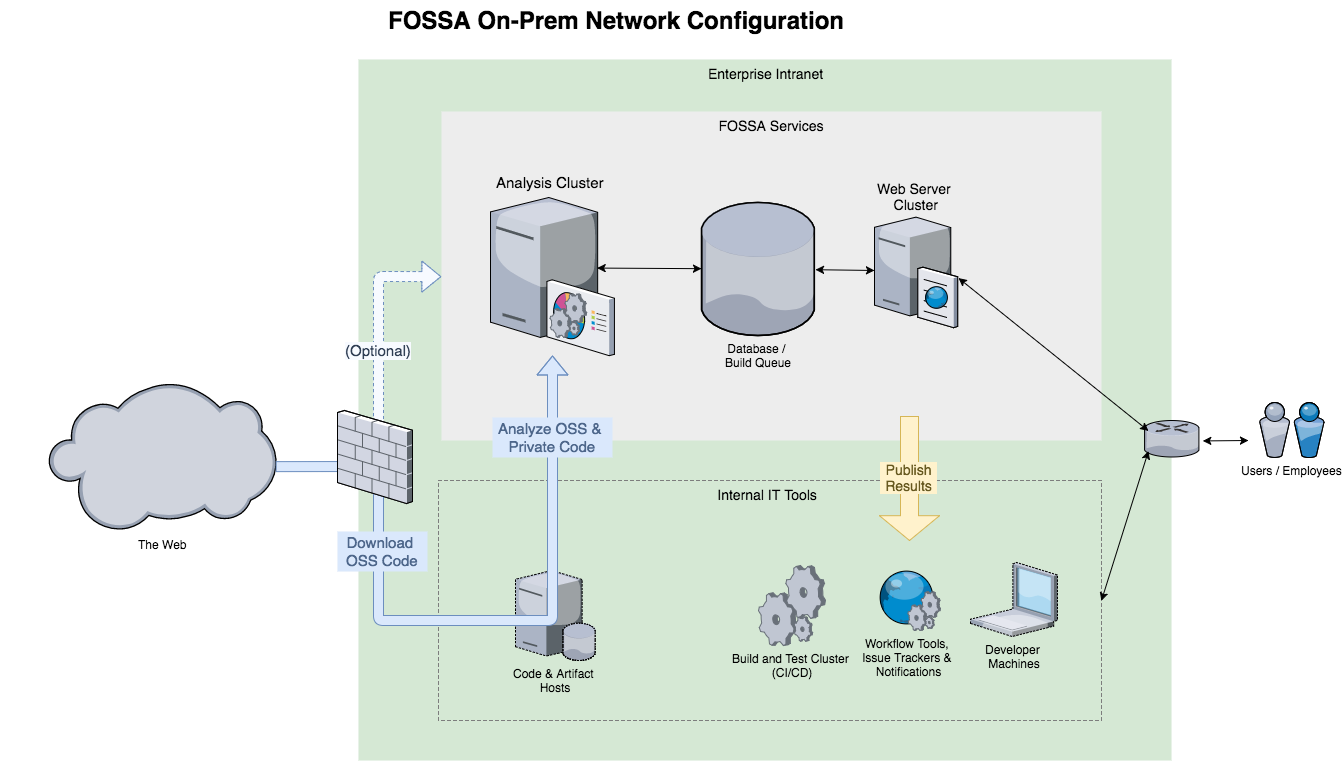 FOSSA On-Prem Network Configuration
Enterprise Intranet
FOSSA Services
Analysis Cluster
Web Server
Cluster
Database /
Build Queue
(Optional)
Analyze OSS &
Private Code
The Web
Download
OSS Code
Publish
Results
Users / Employees
Internal IT Tools
Code & Artifact
Hosts
Build and Test Cluster
(CI/CD)
Workflow Tools,
Issue Trackers &
Notifications
Developer
Machines